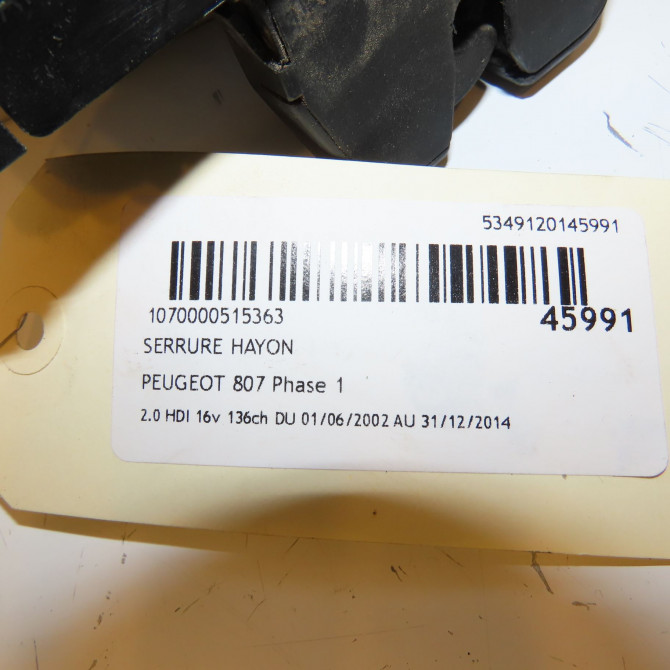 5349120145991
1070000515363
45991
SERRURE HAYON
PEUGEOT 807 Phase 1
2.0 HDI 16v 136ch DU 01/06/2002 AU 31/12/2014